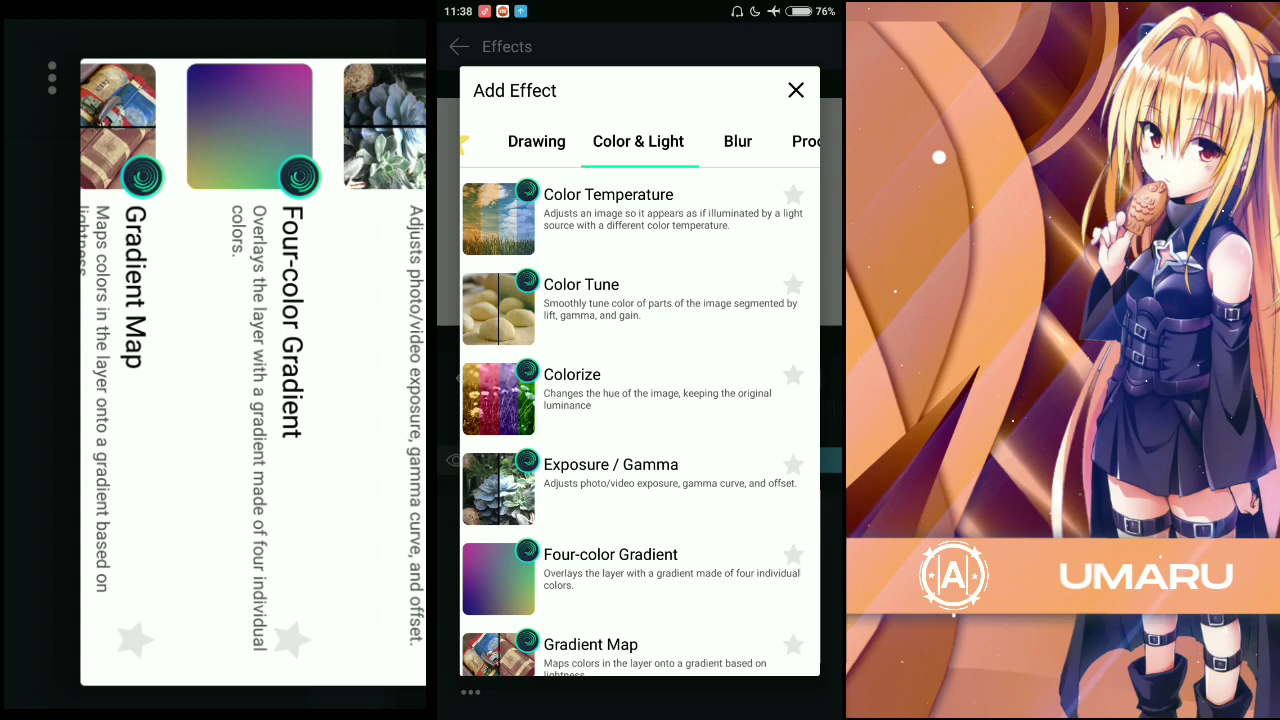 Gradient Map
Maps colors in the layer onto a gradient based on
lightness
Four-color Gradient
Overlays the layer with a gradient made of four individual
colors.
Adjusts photo/video exposure, gamma curve, and offset.
11:38
76%
Effects
Add Effect
Drawing
Color & Light
Blur
Proc
Color Temperature
Adjusts an image so it appears as if illuminated by a light
source with a different color temperature.
Color Tune
Smoothly tune color of parts of the image segmented by
lift, gamma, and gain.
Colorize
Changes the hue of the image, keeping the original
luminance
Exposure / Gamma
Adjusts photo/video exposure, gamma curve, and offset.
Four-color Gradient
Overlays the layer with a gradient made of four individual
colors.
Gradient Map
Maps colors in the layer onto a gradient based on
lightness
A
UMARU